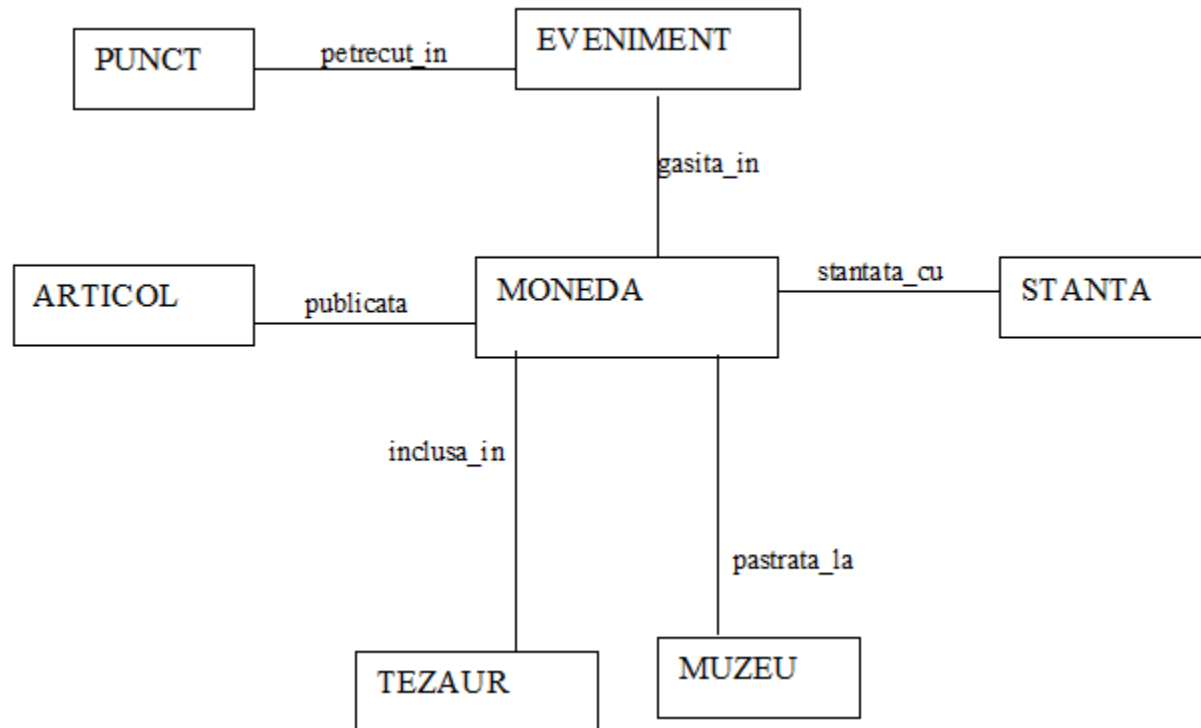 PUNCT
petrecut_in
EVENIMENT
gasita_in
ARTICOL
publicata
MONEDA
stantata_cu
STANTA
inclusa_in
pastrata_la
TEZAUR
MUZEU